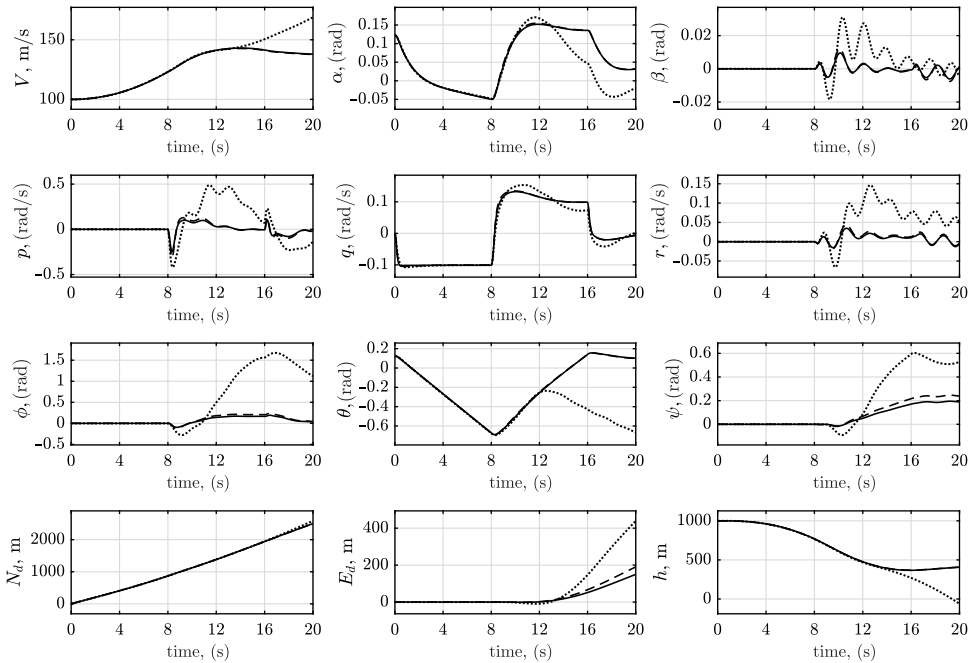 V, m/s
150
100
0 4 8 12 16 20
time, (s)
α, (rad)
0.15
0.05
−0.05
0 4 8 12 16 20
time, (s)
β, (rad)
0.02
0
−0.02
0 4 8 12 16 20
time, (s)
p, (rad/s)
0.5
0
−0.5
0 4 8 12 16 20
time, (s)
q, (rad/s)
0.1
0
−0.1
0 4 8 12 16 20
time, (s)
r, (rad/s)
0.15
0.1
0.05
0
−0.05
0 4 8 12 16 20
time, (s)
ϕ, (rad)
1.5
1
0.5
0
−0.5
0 4 8 12 16 20
time, (s)
θ, (rad)
0.2
−0.2
−0.4
−0.6
0 4 8 12 16 20
time, (s)
ψ, (rad)
0.6
0.4
0.2
0
0 4 8 12 16 20
time, (s)
N_d, m
2000
1000
0
0 4 8 12 16 20
time, (s)
E_d, m
400
200
0
0 4 8 12 16 20
time, (s)
h, m
1000
500
0
0 4 8 12 16 20
time, (s)